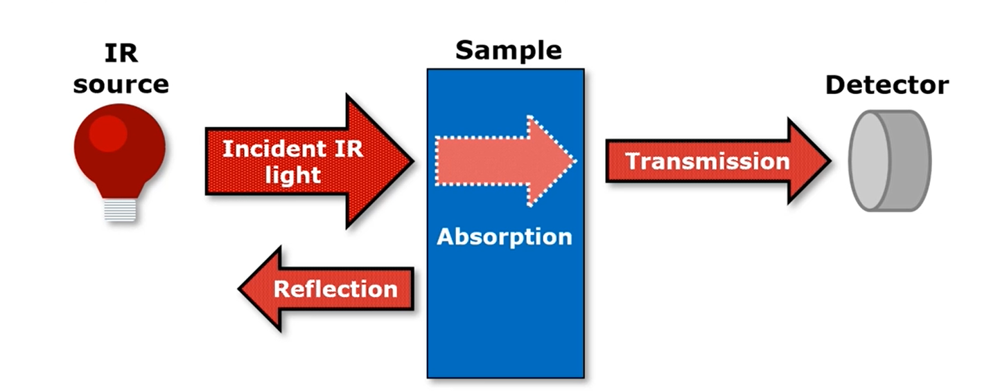 IR
source
Sample
Detector
Incident IR
light
Transmission
Absorption
Reflection